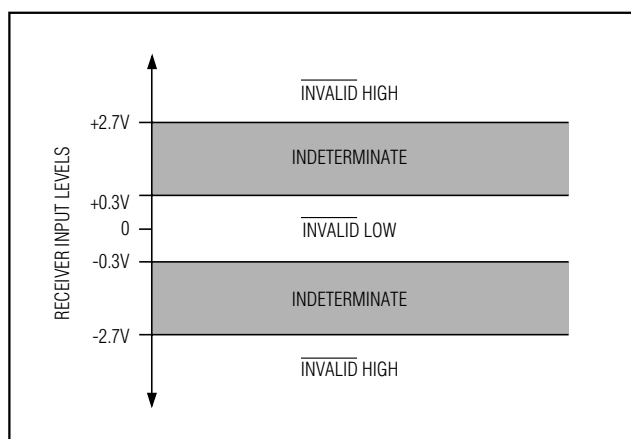 INVALID HIGH
+2.7V
INDETERMINATE
+0.3V
0
INVALID LOW
-0.3V
INDETERMINATE
-2.7V
INVALID HIGH
RECEIVER INPUT LEVELS